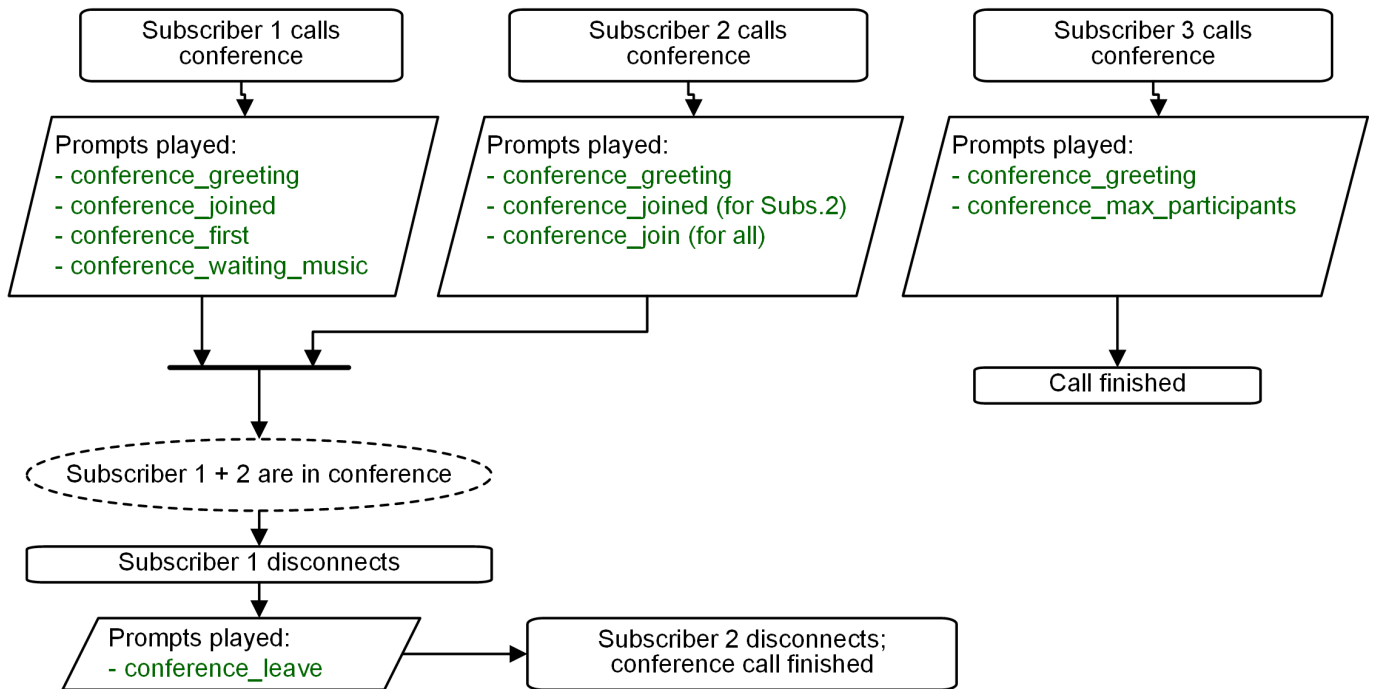 Subscriber 1 calls
conference
Subscriber 2 calls
conference
Subscriber 3 calls
conference
Prompts played:
- conference_greeting
- conference_joined
- conference_first
- conference_waiting_music
Prompts played:
- conference_greeting
- conference_joined (for Subs.2)
- conference_join (for all)
Prompts played:
- conference_greeting
- conference_max_participants
Call finished
Subscriber 1 + 2 are in conference
Subscriber 1 disconnects
Prompts played:
- conference_leave
Subscriber 2 disconnects;
conference call finished